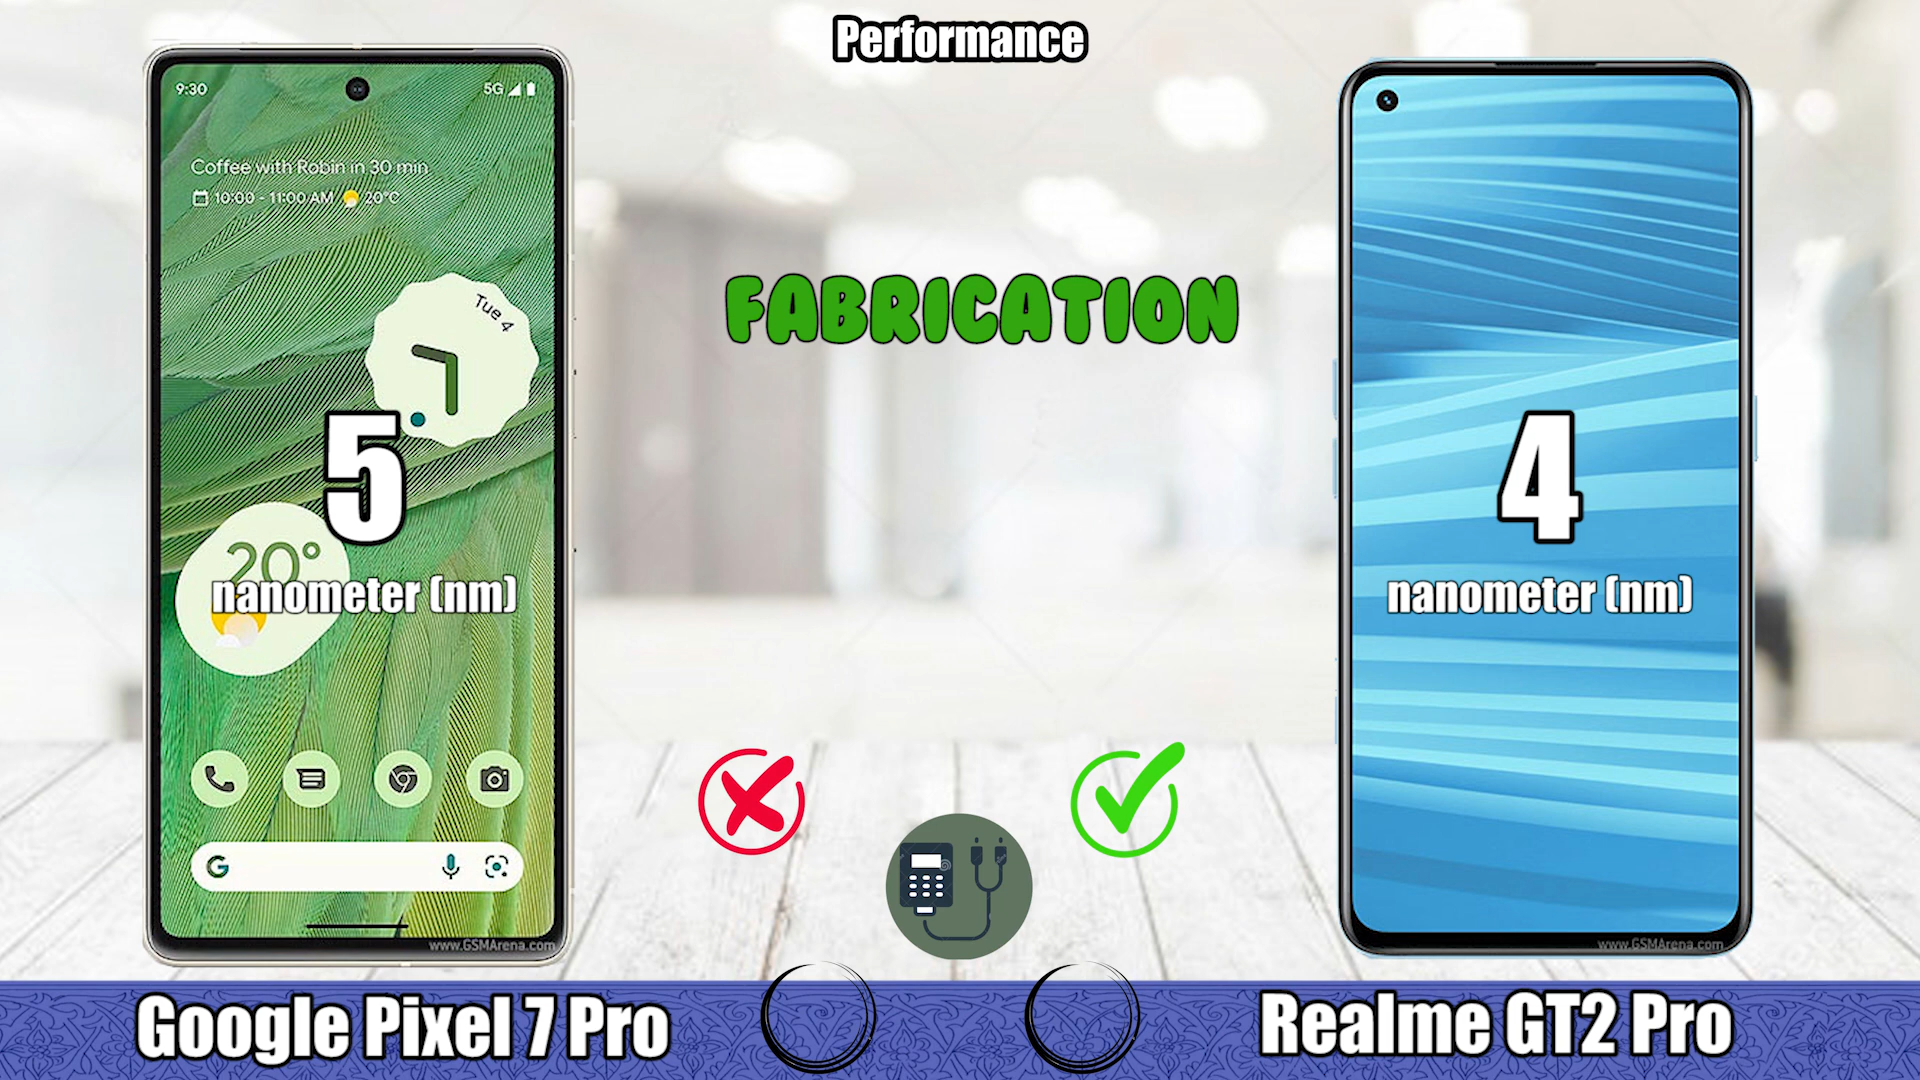 Performance
9:30
5G
Coffee with Robin in 30 min
10:00 - 11:00 AM 20°C
Tue 4
FABRICATION
5
20°
nanometer (nm)
4
nanometer (nm)
G
www.GSMArena.com
www.GSMArena.com
Google Pixel 7 Pro
Realme GT2 Pro